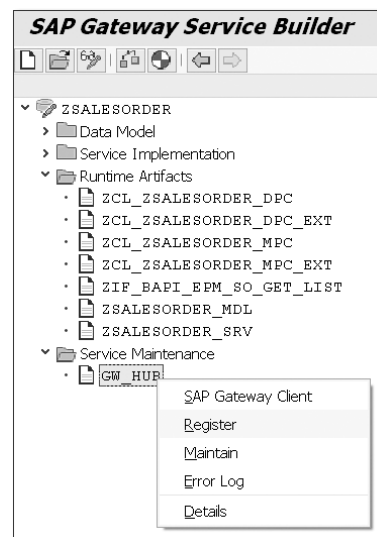 SAP Gateway Service Builder
ZSALESORDER
Data Model
Service Implementation
Runtime Artifacts
ZCL_ZSALESORDER_DPC
ZCL_ZSALESORDER_DPC_EXT
ZCL_ZSALESORDER_MPC
ZCL_ZSALESORDER_MPC_EXT
ZIF_BAPI_EPM_SO_GET_LIST
ZSALESORDER_MDL
ZSALESORDER_SRV
Service Maintenance
GW_HUB
SAP Gateway Client
Register
Maintain
Error Log
Details